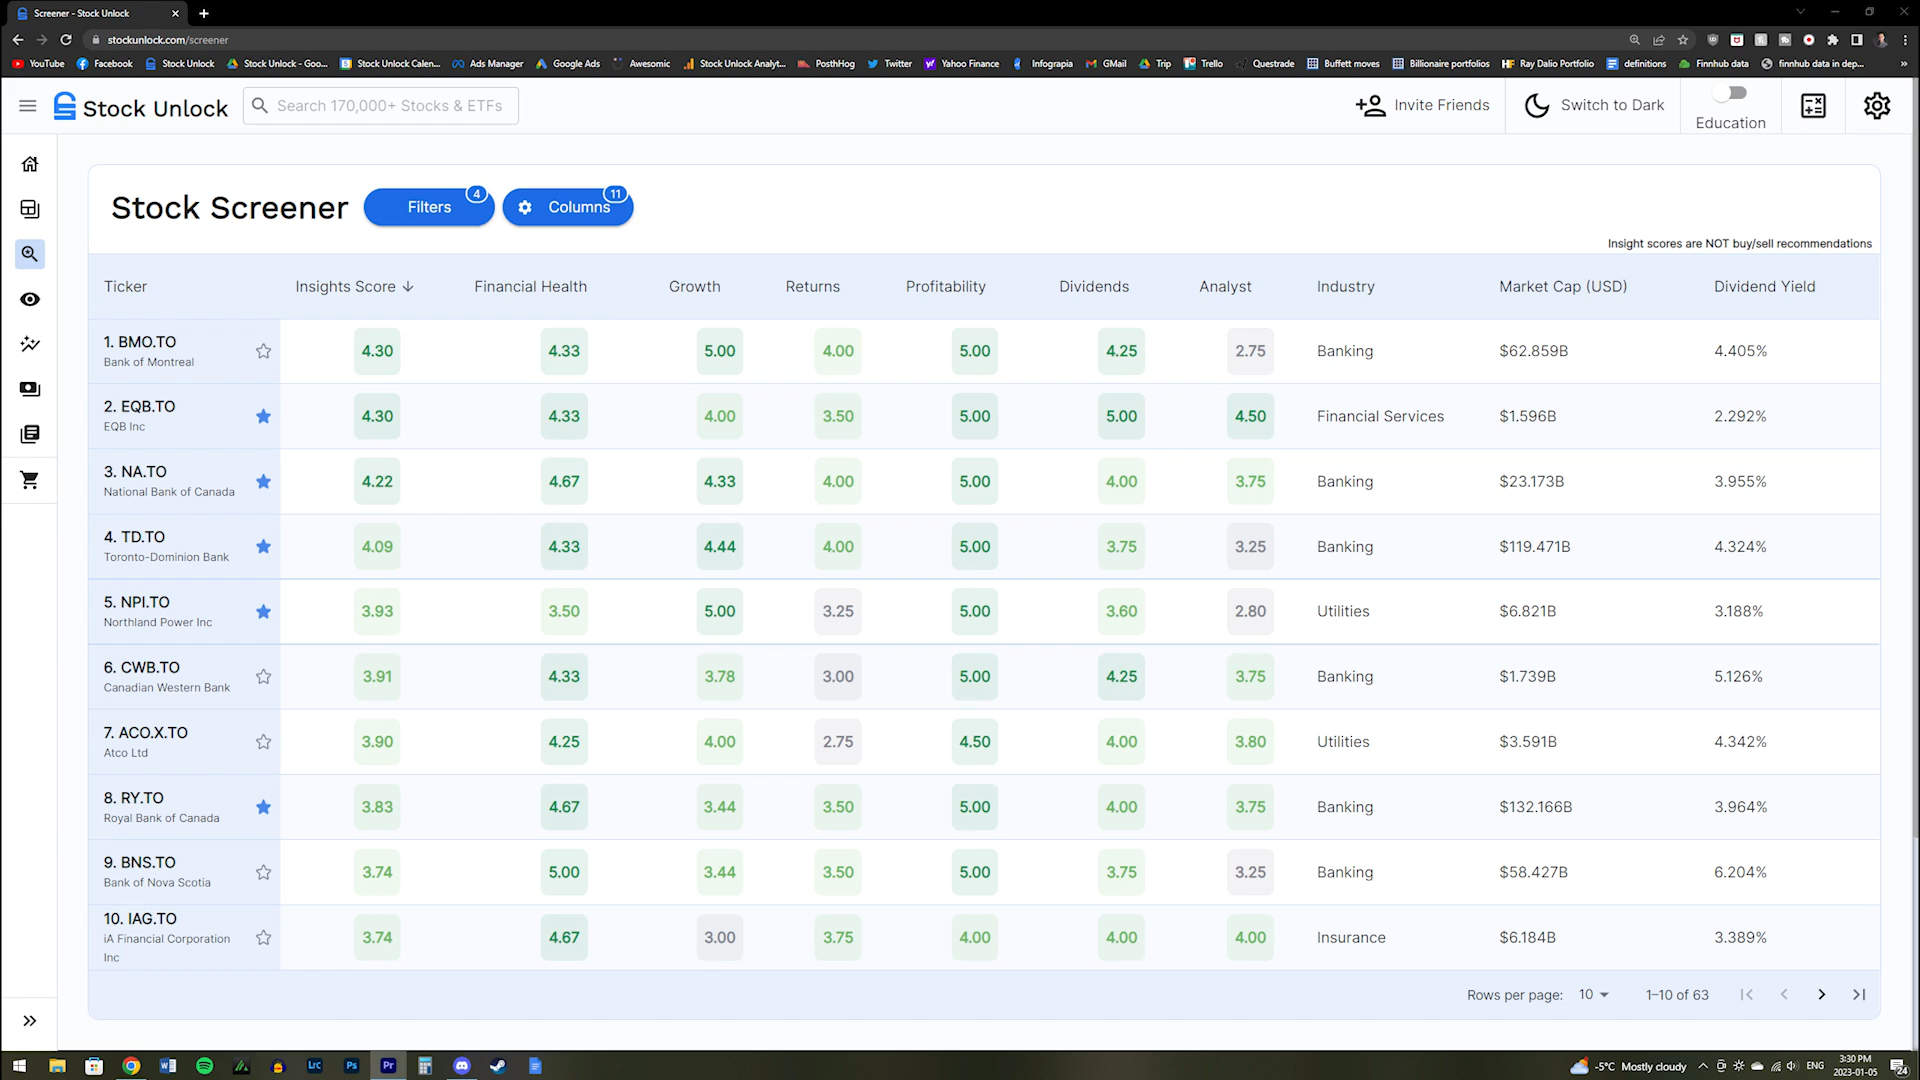 Screener - Stock Unlock
stockunlock.com/screener
YouTube Facebook Stock Unlock Stock Unlock - Goo... Stock Unlock Calen... Ads Manager Google Ads Awesomic Stock Unlock Analyt... PostHog Twitter Yahoo Finance Infograpia GMail Trip Trello Questrade Buffett moves Billionaire portfolios Ray Dalio Portfolio definitions Finnhub data finnhub data in dep... »
Stock Unlock Search 170,000+ Stocks & ETFs Invite Friends Switch to Dark Education
Stock Screener Filters 4 Columns 11
Insight scores are NOT buy/sell recommendations
Ticker Insights Score Financial Health Growth Returns Profitability Dividends Analyst Industry Market Cap (USD) Dividend Yield
1. BMO.TO
Bank of Montreal
4.30 4.33 5.00 4.00 5.00 4.25 2.75 Banking $62.859B 4.405%
2. EQB.TO
EQB Inc
4.30 4.33 4.00 3.50 5.00 5.00 4.50 Financial Services $1.596B 2.292%
3. NA.TO
National Bank of Canada
4.22 4.67 4.33 4.00 5.00 4.00 3.75 Banking $23.173B 3.955%
4. TD.TO
Toronto-Dominion Bank
4.09 4.33 4.44 4.00 5.00 3.75 3.25 Banking $119.471B 4.324%
5. NPI.TO
Northland Power Inc
3.93 3.50 5.00 3.25 5.00 3.60 2.80 Utilities $6.821B 3.188%
6. CWB.TO
Canadian Western Bank
3.91 4.33 3.78 3.00 5.00 4.25 3.75 Banking $1.739B 5.126%
7. ACO.X.TO
Atco Ltd
3.90 4.25 4.00 2.75 4.50 4.00 3.80 Utilities $3.591B 4.342%
8. RY.TO
Royal Bank of Canada
3.83 4.67 3.44 3.50 5.00 4.00 3.75 Banking $132.166B 3.964%
9. BNS.TO
Bank of Nova Scotia
3.74 5.00 3.44 3.50 5.00 3.75 3.25 Banking $58.427B 6.204%
10. IAG.TO
iA Financial Corporation
Inc
3.74 4.67 3.00 3.75 4.00 4.00 4.00 Insurance $6.184B 3.389%
Rows per page: 10 1–10 of 63
Lrc Ps Pr -5°C Mostly cloudy ENG 3:30 PM
2023-01-05 24